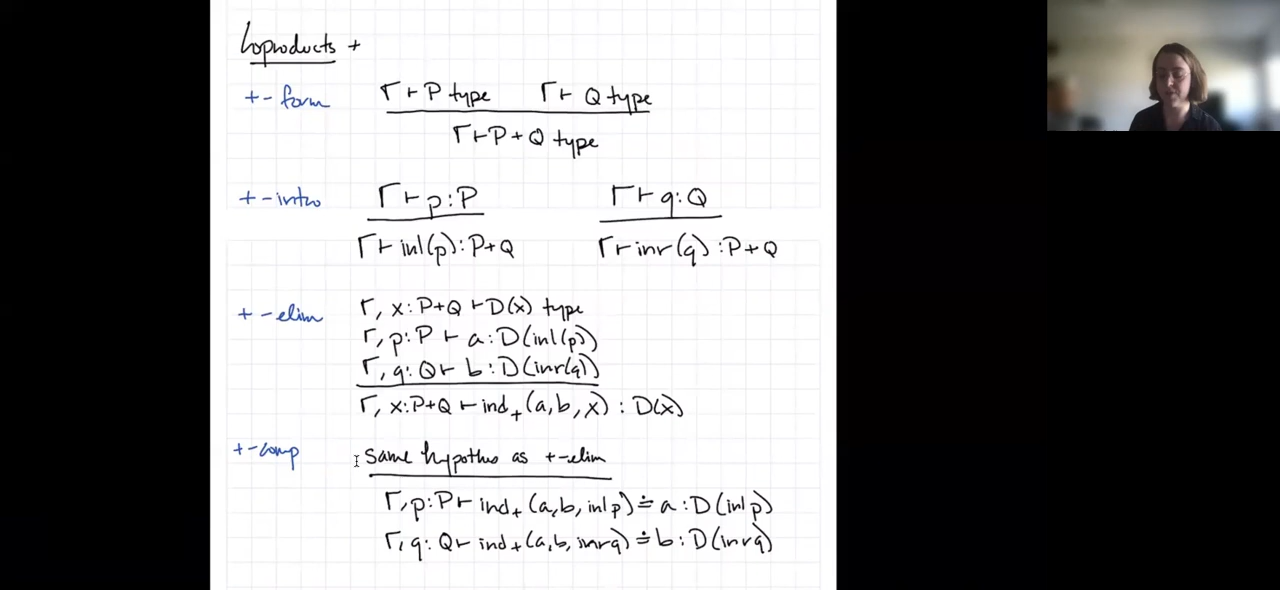 Coproducts +
+-form Γ ⊢ P type Γ ⊢ Q type
Γ ⊢ P + Q type
+-intro Γ ⊢ p : P Γ ⊢ q : Q
Γ ⊢ inl(p) : P+Q Γ ⊢ inr(q) : P+Q
+-elim Γ, x : P+Q ⊢ D(x) type
Γ, p : P ⊢ a : D(inl(p))
Γ, q : Q ⊢ b : D(inr(q))
Γ, x : P+Q ⊢ ind₊(a, b, x) : D(x)
+-comp Same hypothes as +-elim
Γ, p : P ⊢ ind₊(a, b, inl p) ≐ a : D(inl p)
Γ, q : Q ⊢ ind₊(a, b, inr q) ≐ b : D(inr q)